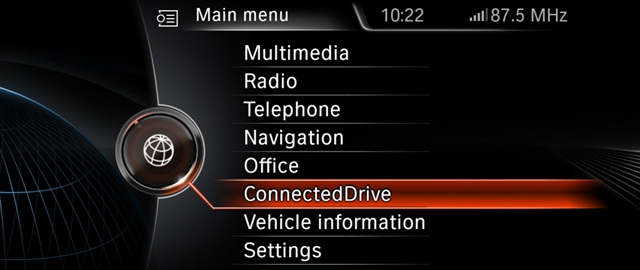 Main menu 10:22 87.5 MHz
Multimedia
Radio
Telephone
Navigation
Office
ConnectedDrive
Vehicle information
Settings